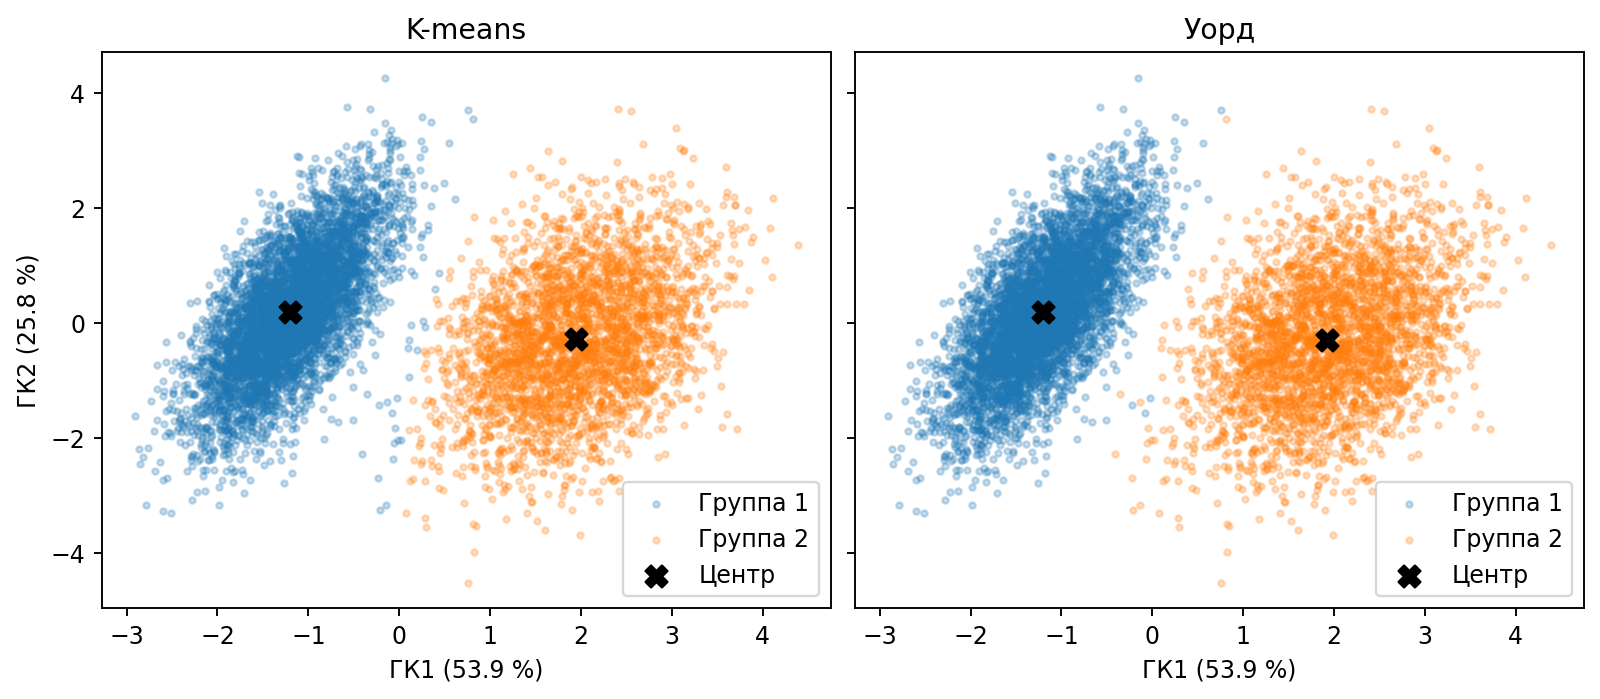 K-means
Уорд
4
2
0
−2
−4
ГК2 (25.8 %)
−3 −2 −1 0 1 2 3 4
ГК1 (53.9 %)
Группа 1
Группа 2
Центр
−3 −2 −1 0 1 2 3 4
ГК1 (53.9 %)
Группа 1
Группа 2
Центр